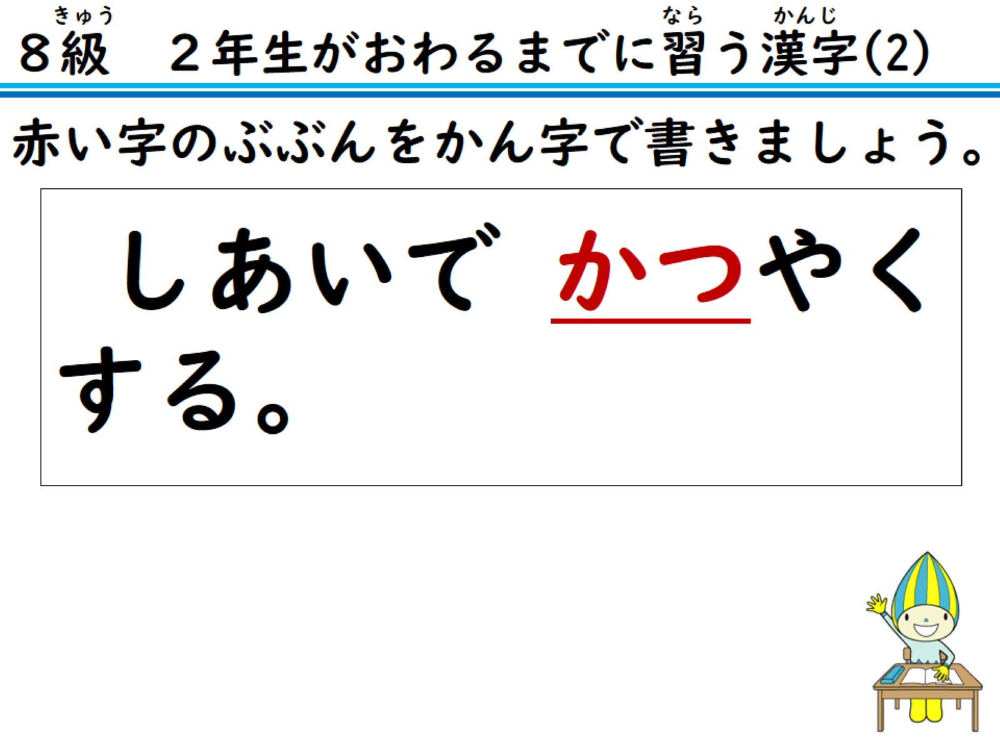 きゅう なら かんじ
8級 2年生がおわるまでに習う漢字(2)
赤い字のぶぶんをかん字で書きましょう。
しあいで かつやく
する。